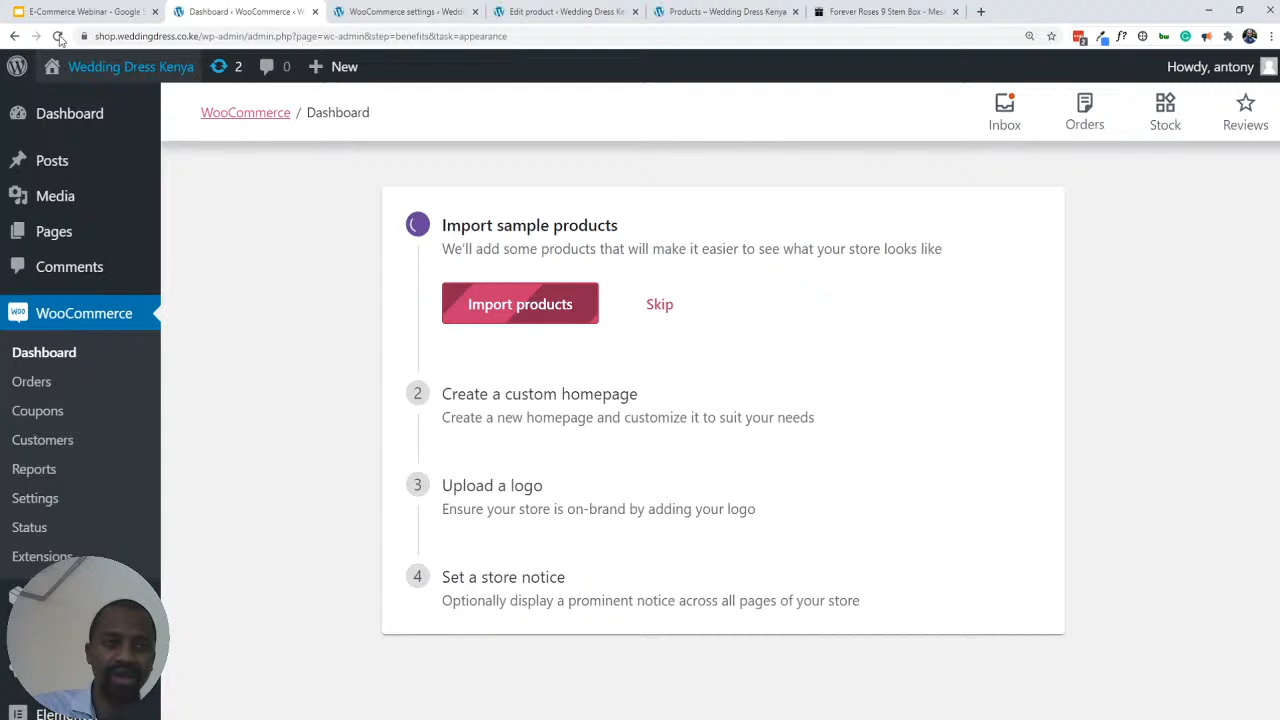 E-Commerce Webinar - Google S
Dashboard ‹ WooCommerce ‹ W
WooCommerce settings ‹ Weddi
Edit product ‹ Wedding Dress Ke
Products – Wedding Dress Kenya
Forever Roses 9 Stem Box - Mes
shop.weddingdress.co.ke/wp-admin/admin.php?page=wc-admin&step=benefits&task=appearance
Wedding Dress Kenya
2
0
New
Howdy, antony
Dashboard
Posts
Media
Pages
Comments
WooCommerce
Dashboard
Orders
Coupons
Customers
Reports
Settings
Status
Extensions
WooCommerce / Dashboard
Inbox
Orders
Stock
Reviews
Import sample products
We'll add some products that will make it easier to see what your store looks like
Import products
Skip
2
Create a custom homepage
Create a new homepage and customize it to suit your needs
3
Upload a logo
Ensure your store is on-brand by adding your logo
4
Set a store notice
Optionally display a prominent notice across all pages of your store